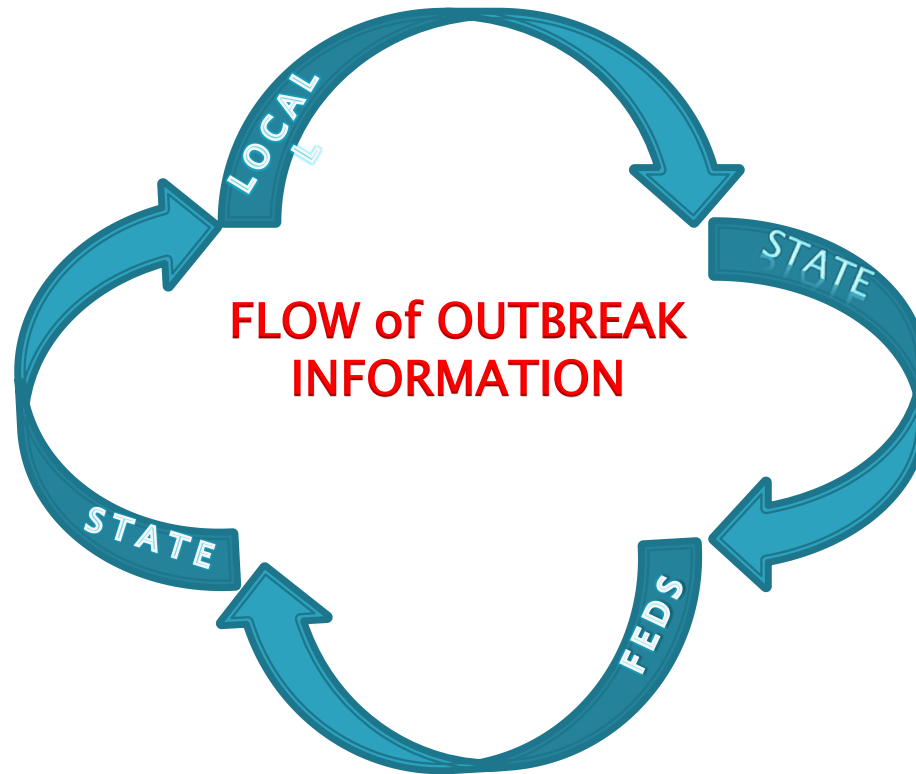 LOCAL
L
STATE
FLOW of OUTBREAK
INFORMATION
STATE
FEDS